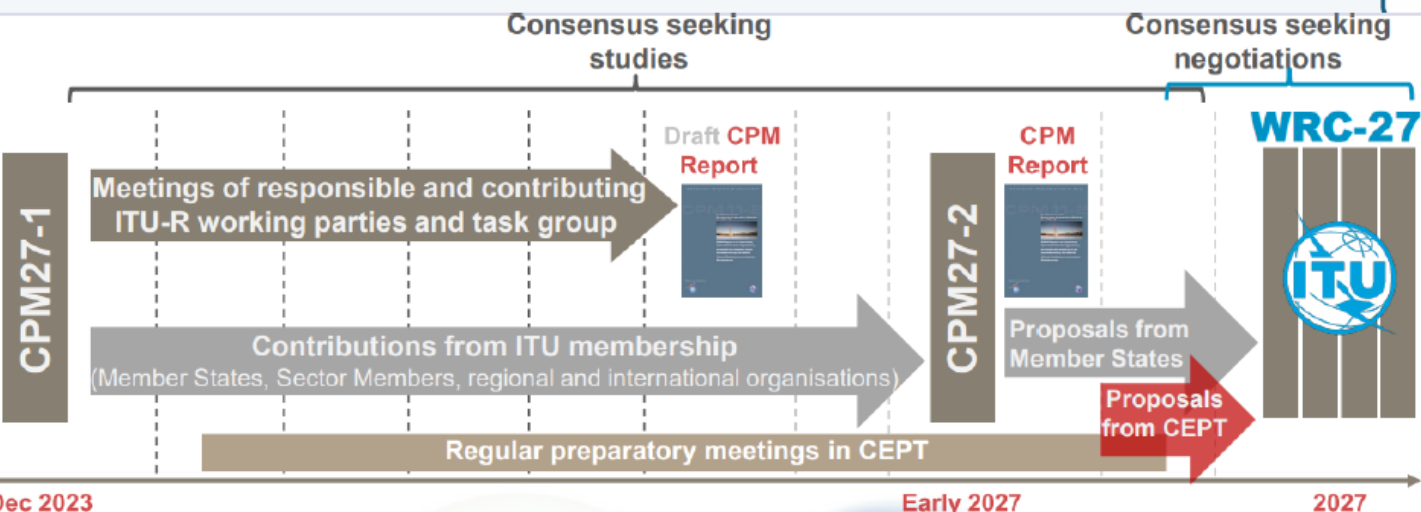 Consensus seeking
studies
Consensus seeking
negotiations
WRC-27
Draft CPM
Report
CPM
Report
CPM27-1
Meetings of responsible and contributing
ITU-R working parties and task group
CPM27-2
ITU
Contributions from ITU membership
(Member States, Sector Members, regional and international organisations)
Proposals from
Member States
Proposals
from CEPT
Regular preparatory meetings in CEPT
Dec 2023
Early 2027
2027